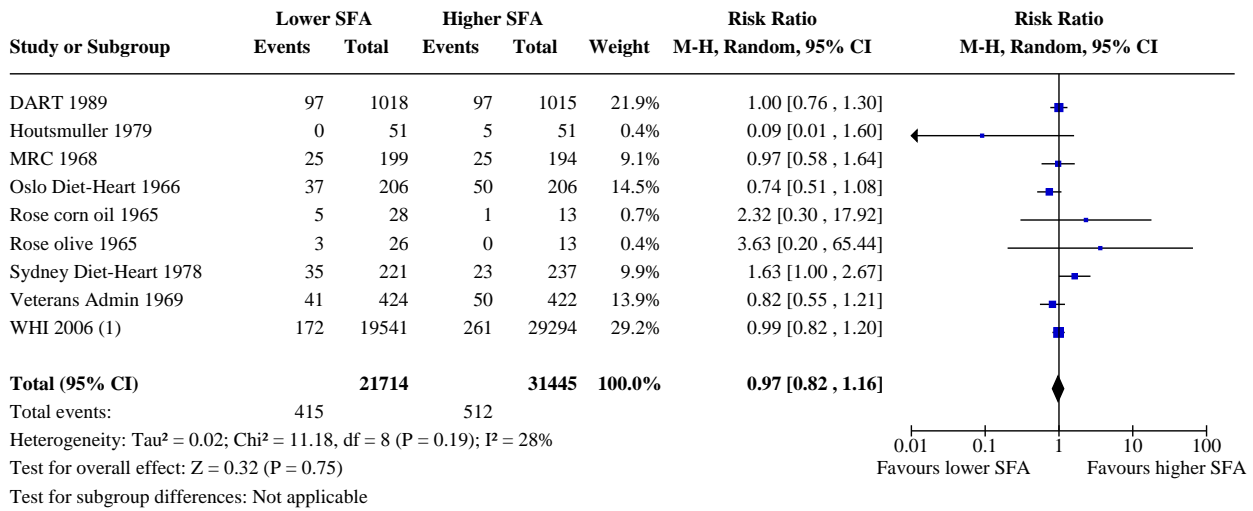 Lower SFA Higher SFA Risk Ratio Risk Ratio
Study or Subgroup Events Total Events Total Weight M-H, Random, 95% CI M-H, Random, 95% CI
DART 1989 97 1018 97 1015 21.9% 1.00 [0.76 , 1.30]
Houtsmuller 1979 0 51 5 51 0.4% 0.09 [0.01 , 1.60]
MRC 1968 25 199 25 194 9.1% 0.97 [0.58 , 1.64]
Oslo Diet-Heart 1966 37 206 50 206 14.5% 0.74 [0.51 , 1.08]
Rose corn oil 1965 5 28 1 13 0.7% 2.32 [0.30 , 17.92]
Rose olive 1965 3 26 0 13 0.4% 3.63 [0.20 , 65.44]
Sydney Diet-Heart 1978 35 221 23 237 9.9% 1.63 [1.00 , 2.67]
Veterans Admin 1969 41 424 50 422 13.9% 0.82 [0.55 , 1.21]
WHI 2006 (1) 172 19541 261 29294 29.2% 0.99 [0.82 , 1.20]
Total (95% CI) 21714 31445 100.0% 0.97 [0.82 , 1.16]
Total events: 415 512
Heterogeneity: Tau² = 0.02; Chi² = 11.18, df = 8 (P = 0.19); I² = 28%
0.01 0.1 1 10 100
Test for overall effect: Z = 0.32 (P = 0.75)
Favours lower SFA Favours higher SFA
Test for subgroup differences: Not applicable